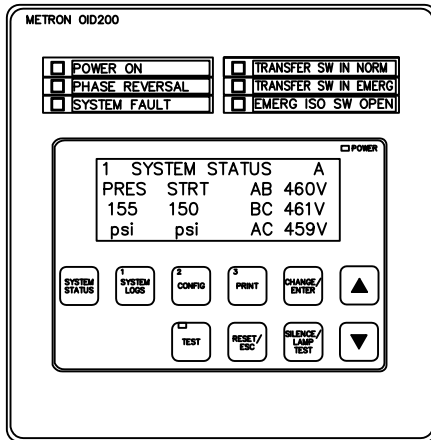 METRON OID200
POWER ON
PHASE REVERSAL
SYSTEM FAULT
TRANSFER SW IN NORM
TRANSFER SW IN EMERG
EMERG ISO SW OPEN
POWER
1 SYSTEM STATUS A
PRES STRT AB 460V
155 150 BC 461V
psi psi AC 459V
SYSTEM
STATUS
1
SYSTEM
LOGS
2
CONFIG
3
PRINT
CHANGE/
ENTER
TEST
RESET/
ESC
SILENCE/
LAMP
TEST